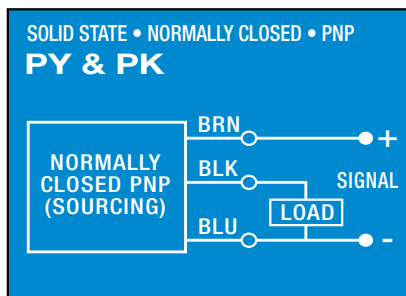 SOLID STATE • NORMALLY CLOSED • PNP
PY & PK
BRN
+
NORMALLY
CLOSED PNP
(SOURCING)
BLK
SIGNAL
LOAD
BLU
-